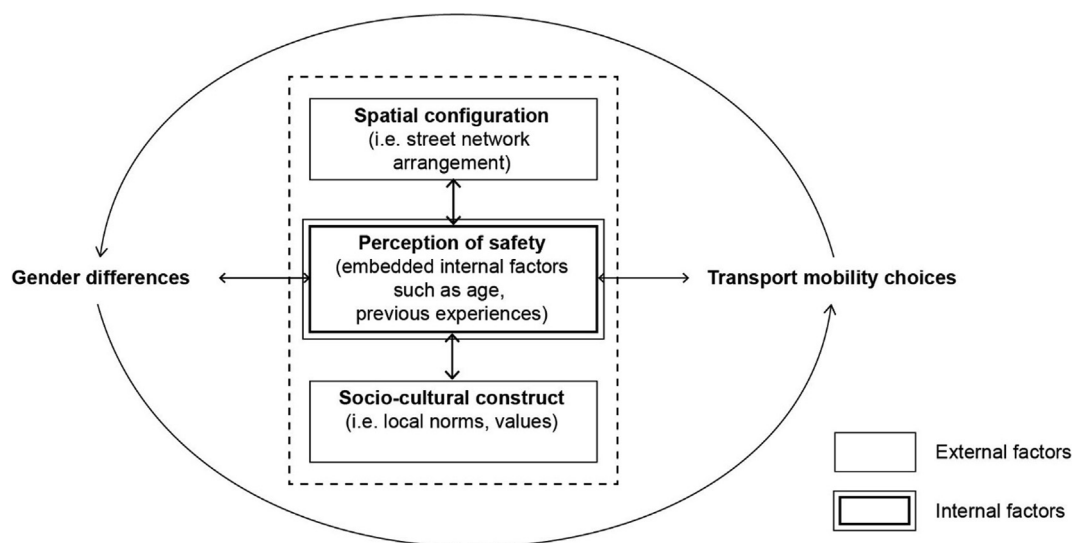 Spatial configuration
(i.e. street network
arrangement)
Perception of safety
(embedded internal factors
such as age,
previous experiences)
Gender differences
Transport mobility choices
Socio-cultural construct
(i.e. local norms, values)
External factors
Internal factors